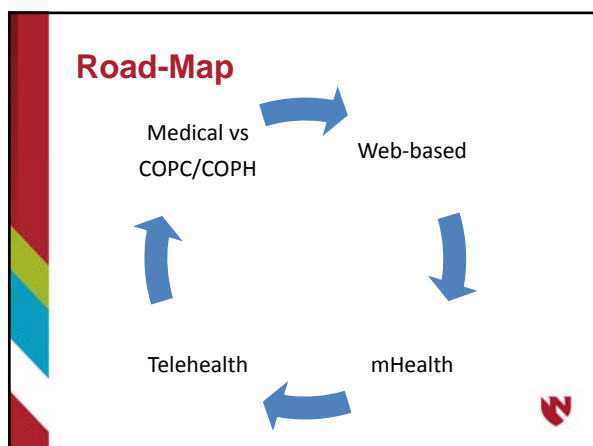 Road-Map
Medical vs
COPC/COPH
Web-based
Telehealth
mHealth